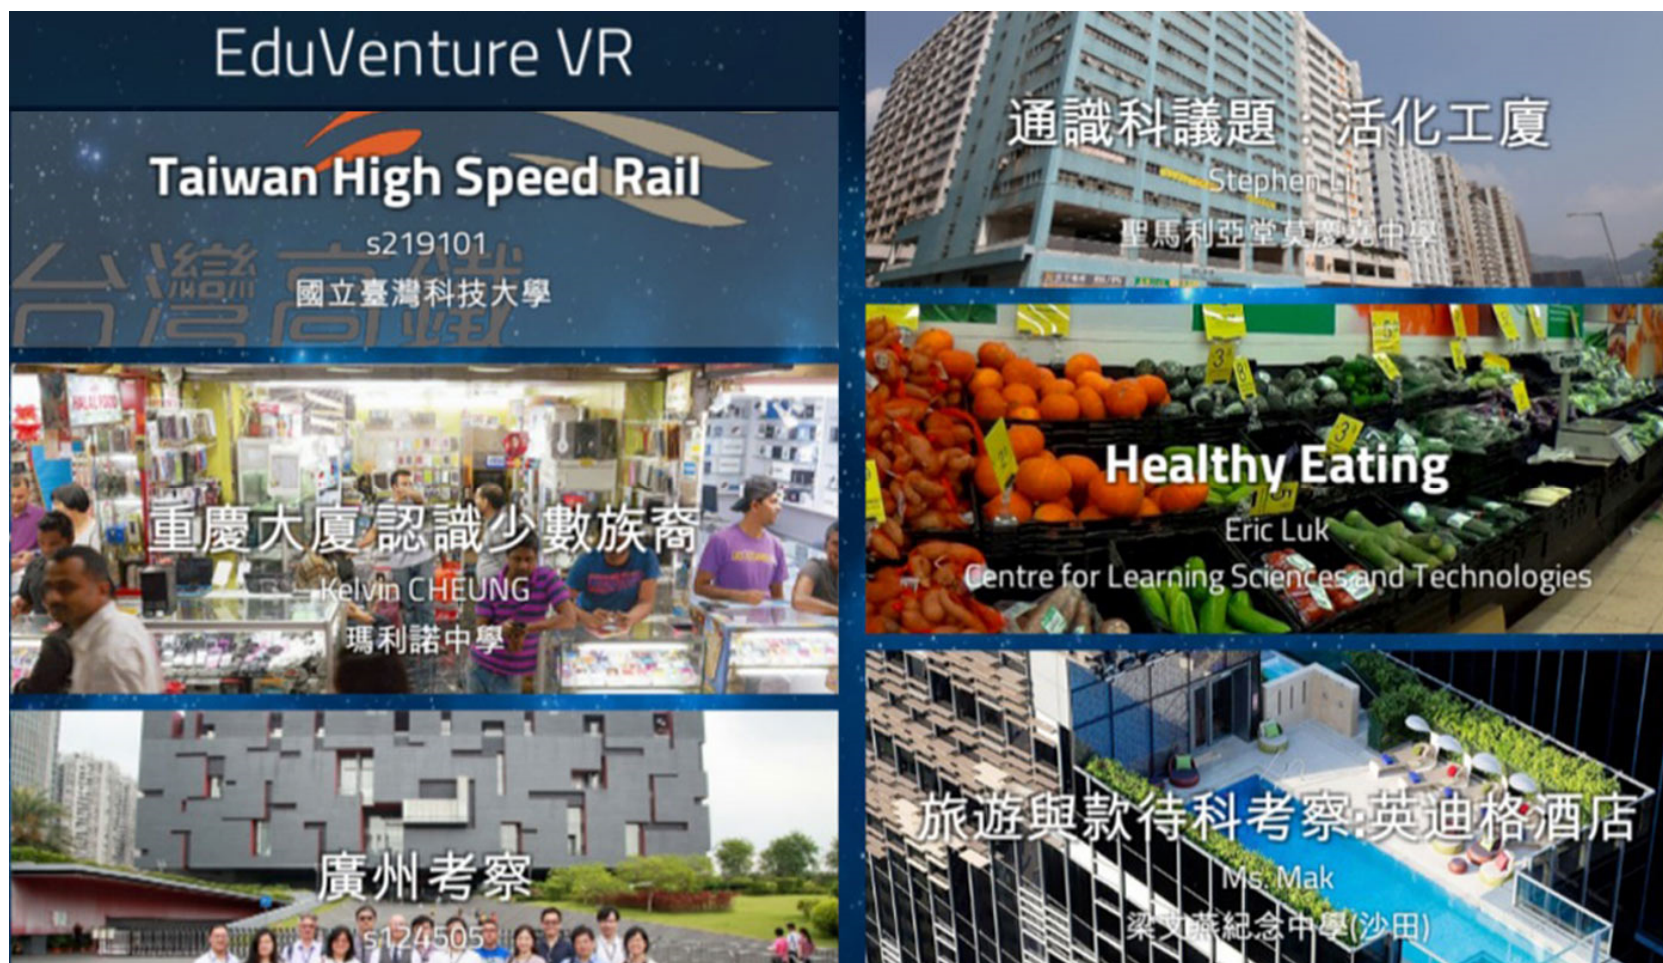 EduVenture VR
Taiwan High Speed Rail
s219101
國立臺灣科技大學
台灣高鐵
重慶大廈 認識少數族裔
Kelvin CHEUNG
瑪利諾中學
HALAL FOOD
廣州考察
s124505
通識科議題：活化工廈
Stephen Li
聖馬利亞堂莫慶堯中學
Healthy Eating
Eric Luk
Centre for Learning Sciences and Technologies
旅遊與款待科考察:英迪格酒店
Ms. Mak
梁文燕紀念中學(沙田)